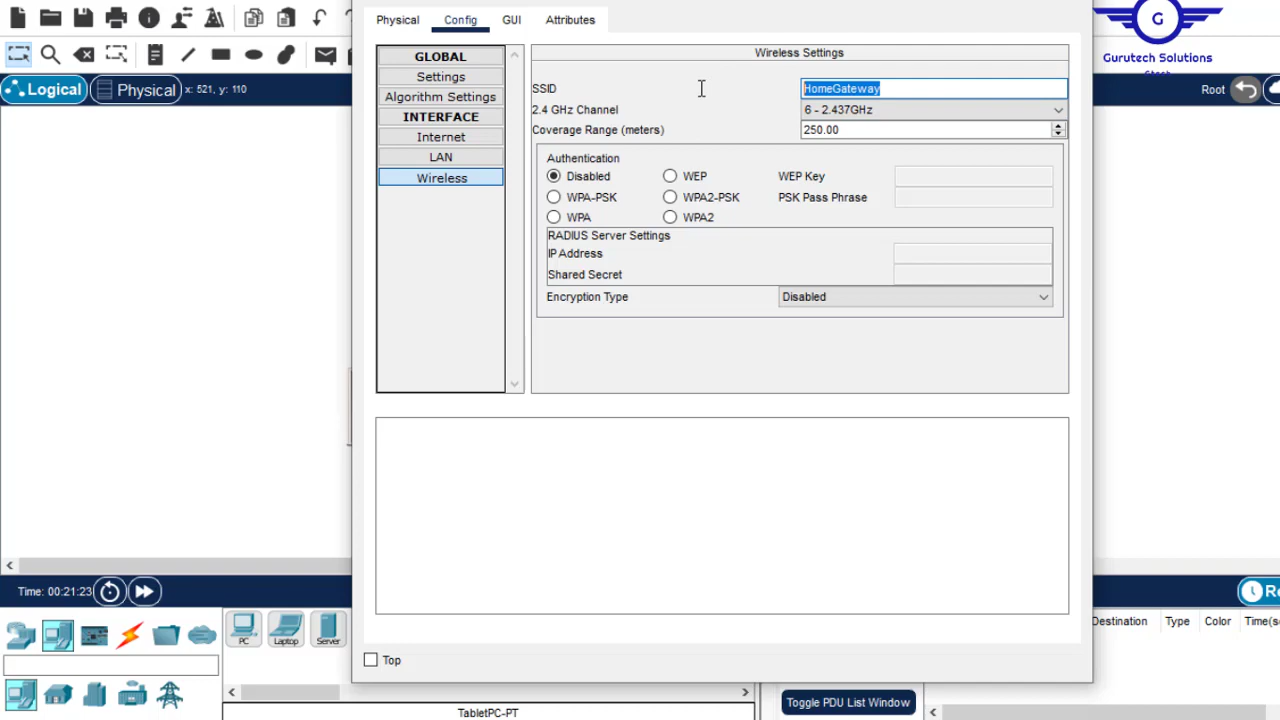 Physical
Config
GUI
Attributes
G
Gurutech Solutions
Logical
Physical
x: 521, y: 110
Root
GLOBAL
Settings
Algorithm Settings
INTERFACE
Internet
LAN
Wireless
Wireless Settings
SSID
HomeGateway
2.4 GHz Channel
6 - 2.437GHz
Coverage Range (meters)
250.00
Authentication
Disabled
WEP
WEP Key
WPA-PSK
WPA2-PSK
PSK Pass Phrase
WPA
WPA2
RADIUS Server Settings
IP Address
Shared Secret
Encryption Type
Disabled
Time: 00:21:23
PC
Laptop
Server
Destination
Type
Color
Time(s
Top
Toggle PDU List Window
TabletPC-PT